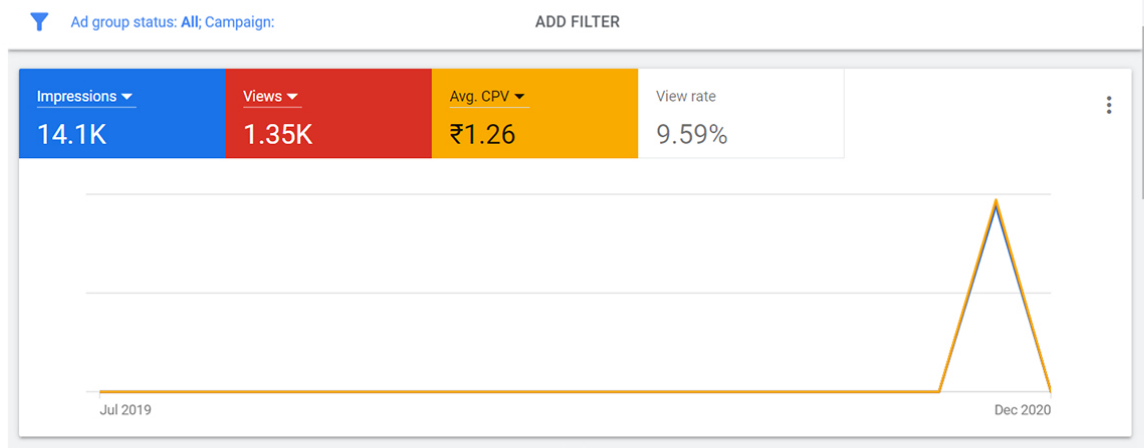 Ad group status: All; Campaign: ADD FILTER
Impressions Views Avg. CPV View rate
14.1K 1.35K ₹1.26 9.59%
Jul 2019 Dec 2020